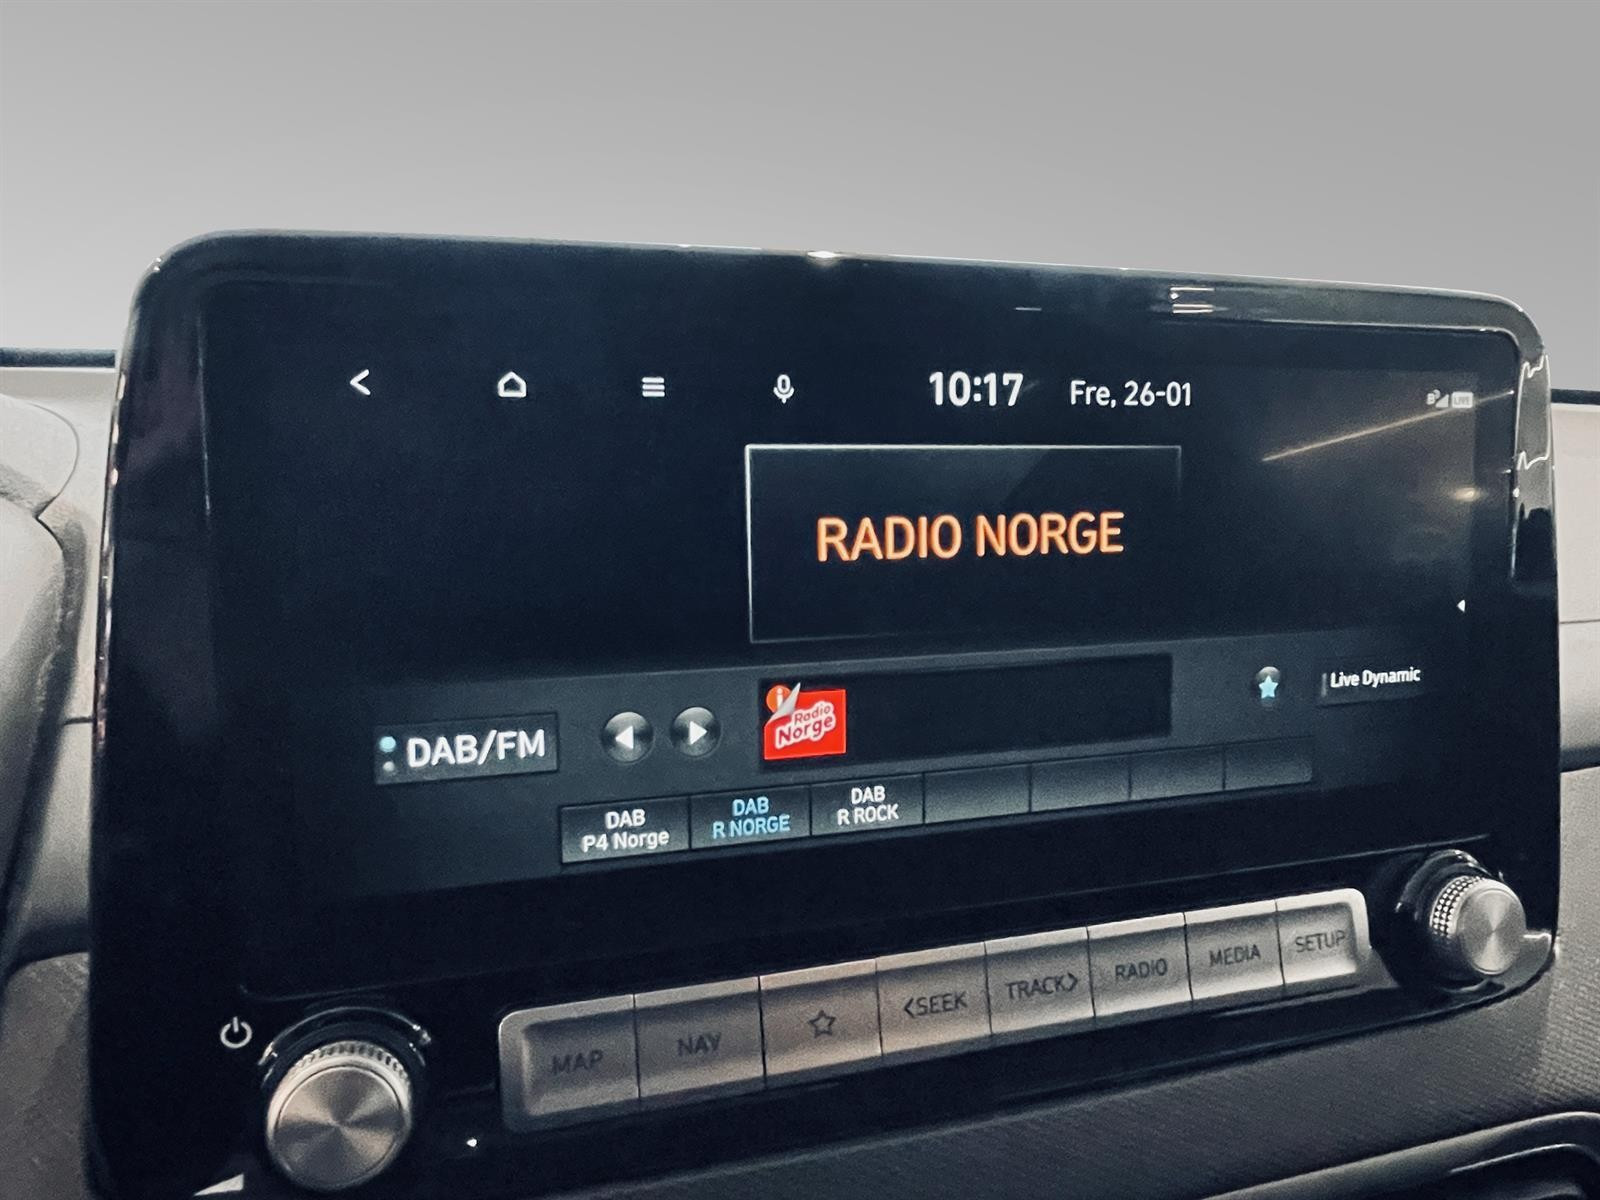 10:17 Fre, 26-01
LIVE
RADIO NORGE
Live Dynamic
DAB/FM
Radio
Norge
DAB
P4 Norge
DAB
R NORGE
DAB
R ROCK
MAP NAV <SEEK TRACK> RADIO MEDIA SETUP